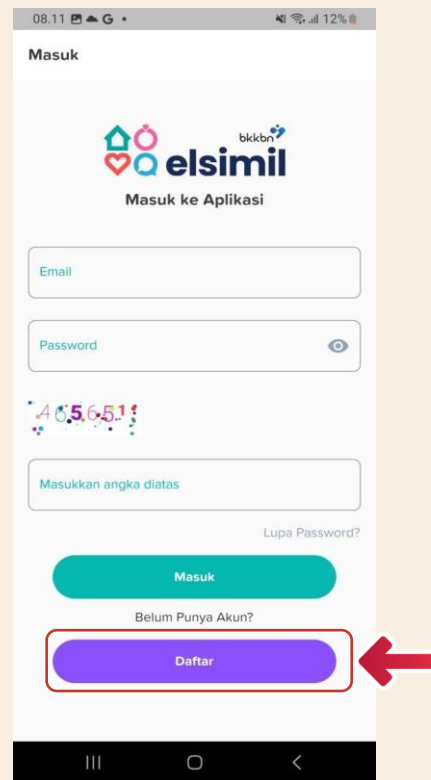 08.11 G • 12%
Masuk
bkkbn
elsimil
Masuk ke Aplikasi
Email
Password
465651
Masukkan angka diatas
Lupa Password?
Masuk
Belum Punya Akun?
Daftar